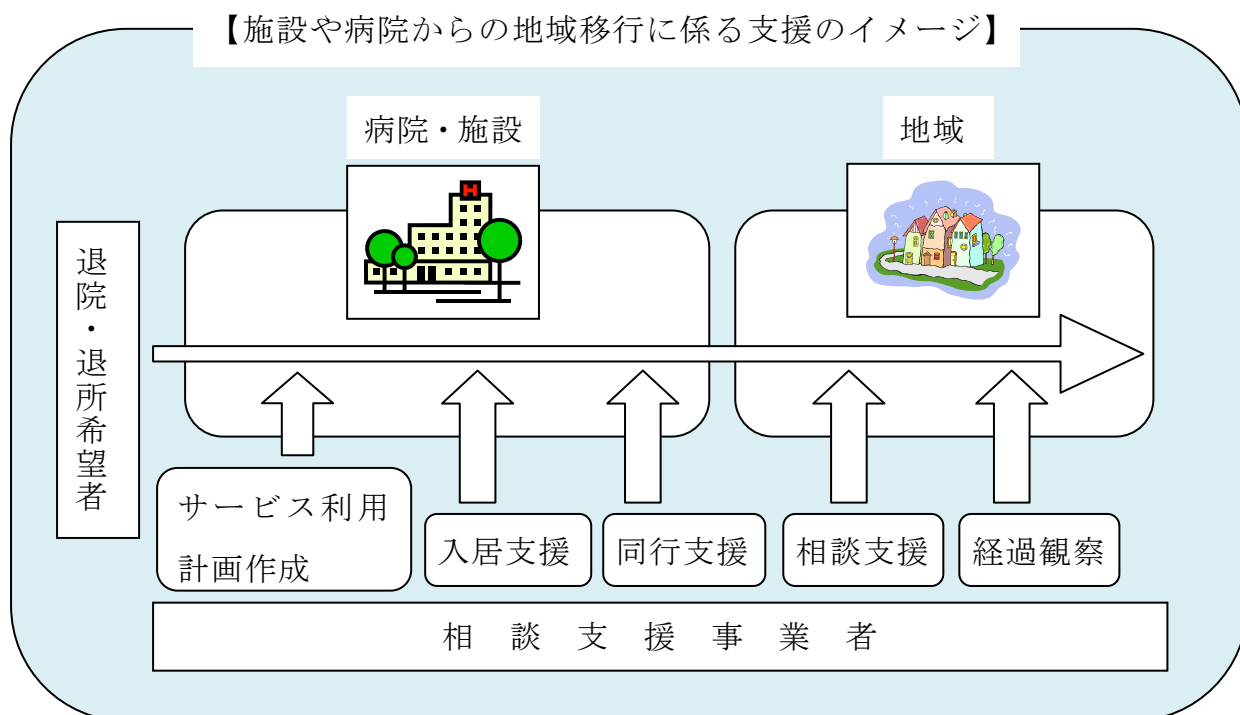 【施設や病院からの地域移行に係る支援のイメージ】
病院・施設
地域
退院・退所希望者
H
サービス利用
計画作成
入居支援
同行支援
相談支援
経過観察
相談支援事業者